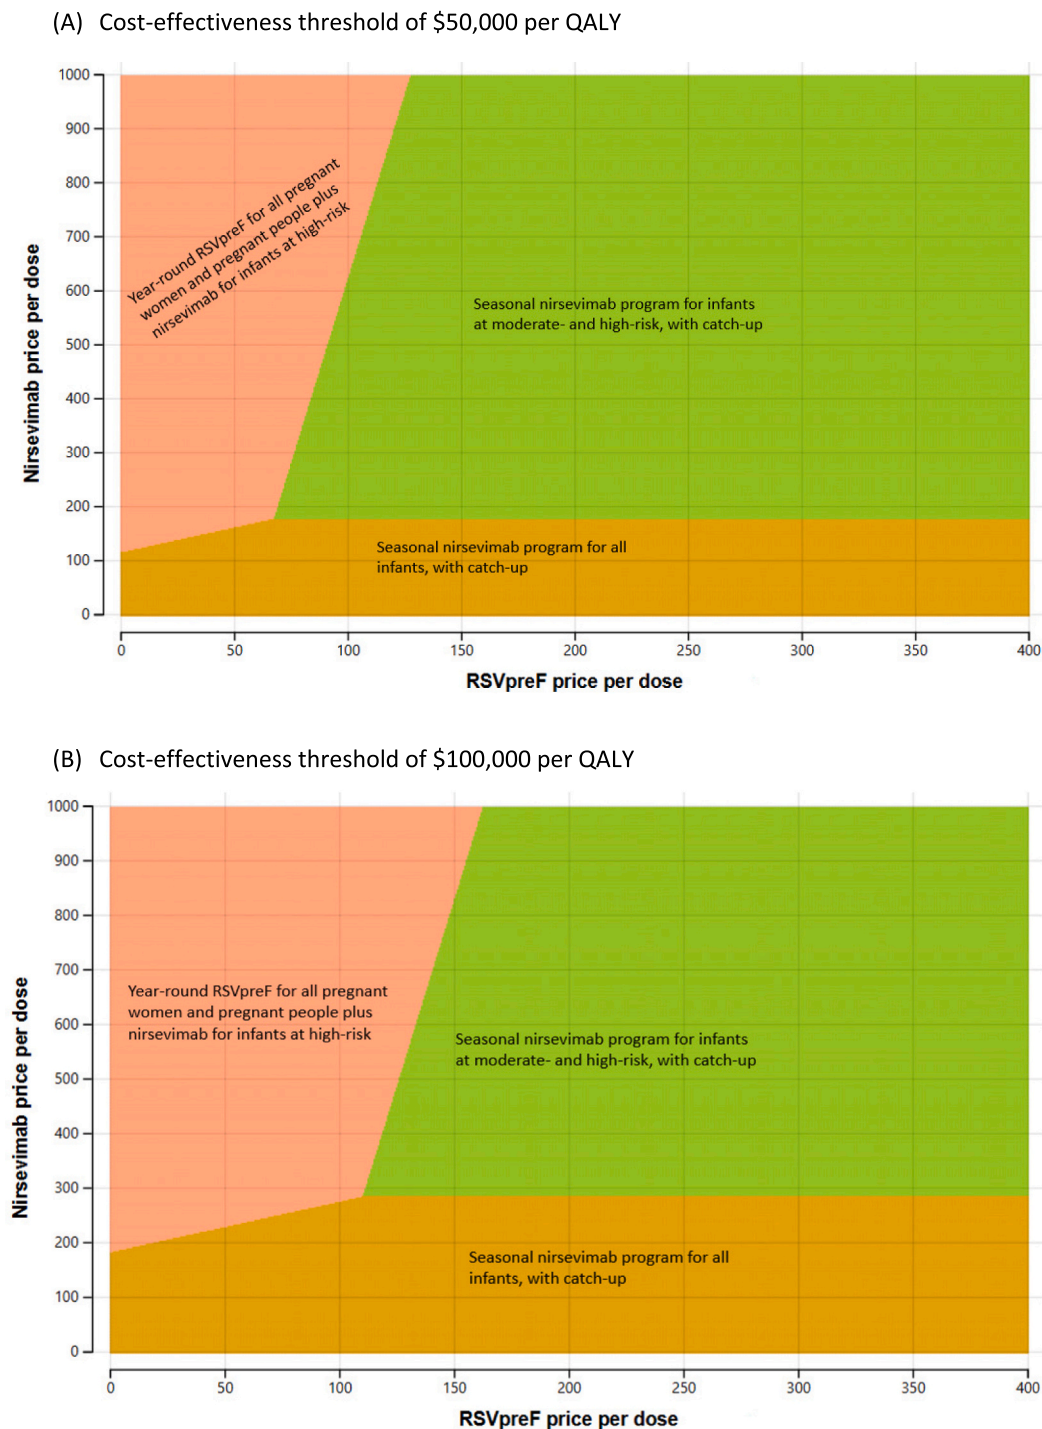 (A) Cost-effectiveness threshold of $50,000 per QALY
Nirsevimab price per dose
1000
900
800
700
600
500
400
300
200
100
0
Year-round RSVpreF for all pregnant
women and pregnant people plus
nirsevimab for infants at high-risk
Seasonal nirsevimab program for infants
at moderate- and high-risk, with catch-up
Seasonal nirsevimab program for all
infants, with catch-up
0 50 100 150 200 250 300 350 400
RSVpreF price per dose
(B) Cost-effectiveness threshold of $100,000 per QALY
Nirsevimab price per dose
1000
900
800
700
600
500
400
300
200
100
0
Year-round RSVpreF for all pregnant
women and pregnant people plus
nirsevimab for infants at high-risk
Seasonal nirsevimab program for infants
at moderate- and high-risk, with catch-up
Seasonal nirsevimab program for all
infants, with catch-up
0 50 100 150 200 250 300 350 400
RSVpreF price per dose